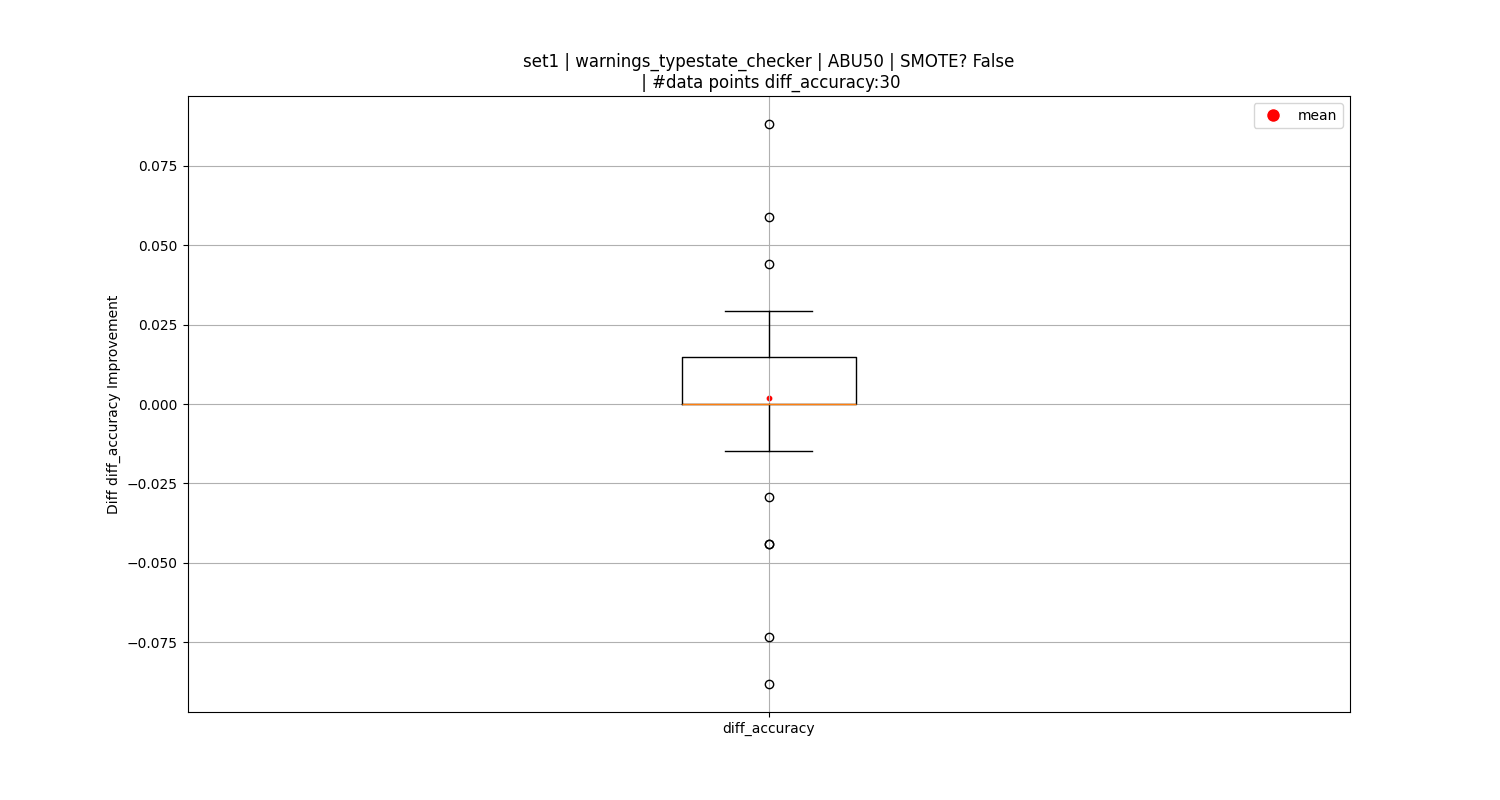 set1 | warnings_typestate_checker | ABU50 | SMOTE? False
| #data points diff_accuracy:30
mean
0.075
0.050
0.025
0.000
−0.025
−0.050
−0.075
Diff diff_accuracy Improvement
diff_accuracy